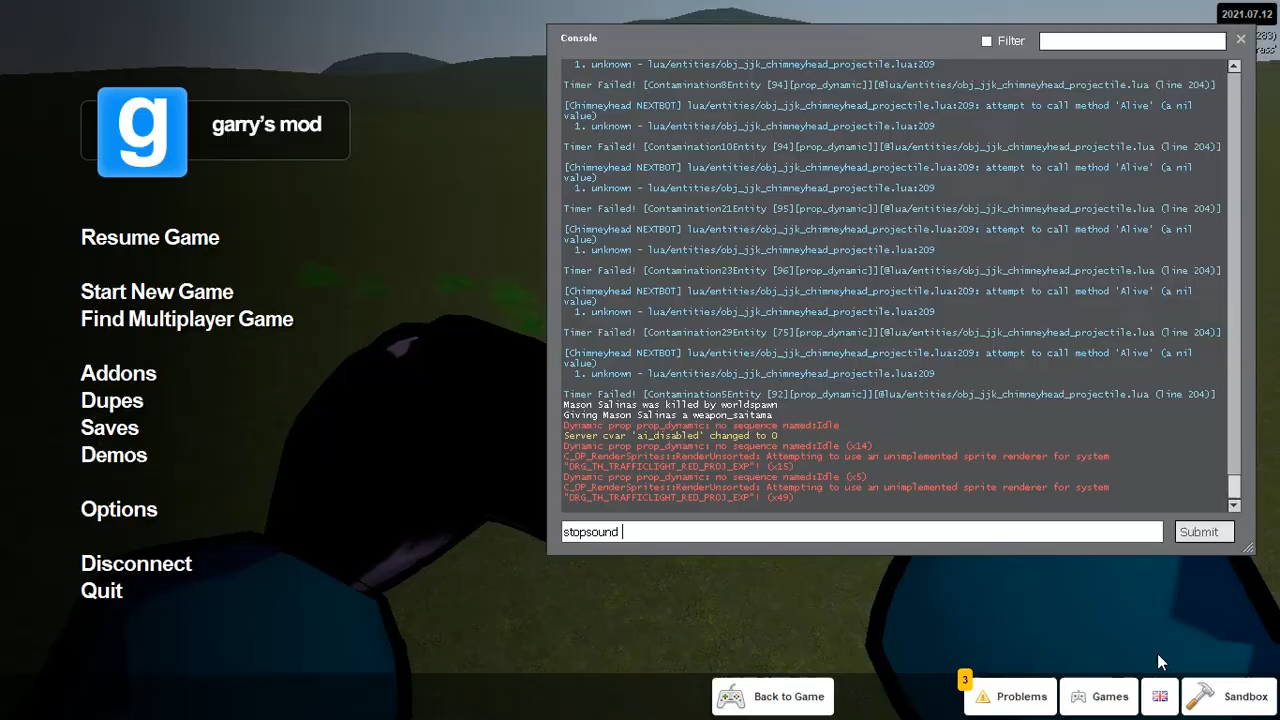 2021.07.12
283)
rass'
Console
Filter
g
garry's mod
Resume Game
Start New Game
Find Multiplayer Game
Addons
Dupes
Saves
Demos
Options
Disconnect
Quit
1. unknown - lua/entities/obj_jjk_chimneyhead_projectile.lua:209
Timer Failed! [Contamination8Entity [94][prop_dynamic]][@lua/entities/obj_jjk_chimneyhead_projectile.lua (line 204)]
[Chimneyhead NEXTBOT] lua/entities/obj_jjk_chimneyhead_projectile.lua:209: attempt to call method 'Alive' (a nil
value)
1. unknown - lua/entities/obj_jjk_chimneyhead_projectile.lua:209
Timer Failed! [Contamination10Entity [94][prop_dynamic]][@lua/entities/obj_jjk_chimneyhead_projectile.lua (line 204)]
[Chimneyhead NEXTBOT] lua/entities/obj_jjk_chimneyhead_projectile.lua:209: attempt to call method 'Alive' (a nil
value)
1. unknown - lua/entities/obj_jjk_chimneyhead_projectile.lua:209
Timer Failed! [Contamination21Entity [95][prop_dynamic]][@lua/entities/obj_jjk_chimneyhead_projectile.lua (line 204)]
[Chimneyhead NEXTBOT] lua/entities/obj_jjk_chimneyhead_projectile.lua:209: attempt to call method 'Alive' (a nil
value)
1. unknown - lua/entities/obj_jjk_chimneyhead_projectile.lua:209
Timer Failed! [Contamination23Entity [96][prop_dynamic]][@lua/entities/obj_jjk_chimneyhead_projectile.lua (line 204)]
[Chimneyhead NEXTBOT] lua/entities/obj_jjk_chimneyhead_projectile.lua:209: attempt to call method 'Alive' (a nil
value)
1. unknown - lua/entities/obj_jjk_chimneyhead_projectile.lua:209
Timer Failed! [Contamination29Entity [75][prop_dynamic]][@lua/entities/obj_jjk_chimneyhead_projectile.lua (line 204)]
[Chimneyhead NEXTBOT] lua/entities/obj_jjk_chimneyhead_projectile.lua:209: attempt to call method 'Alive' (a nil
value)
1. unknown - lua/entities/obj_jjk_chimneyhead_projectile.lua:209
Timer Failed! [Contamination5Entity [92][prop_dynamic]][@lua/entities/obj_jjk_chimneyhead_projectile.lua (line 204)]
Mason Salinas was killed by worldspawn
Giving Mason Salinas a weapon_saitama
Dynamic prop prop_dynamic: no sequence named:Idle
Server cvar 'ai_disabled' changed to 0
Dynamic prop prop_dynamic: no sequence named:Idle (x14)
C_OP_RenderSprites::RenderUnsorted: Attempting to use an unimplemented sprite renderer for system
"DRG_TH_TRAFFICLIGHT_RED_PROJ_EXP"! (x15)
Dynamic prop prop_dynamic: no sequence named:Idle (x5)
C_OP_RenderSprites::RenderUnsorted: Attempting to use an unimplemented sprite renderer for system
"DRG_TH_TRAFFICLIGHT_RED_PROJ_EXP"! (x49)
stopsound
Submit
Back to Game
3
Problems
Games
Sandbox